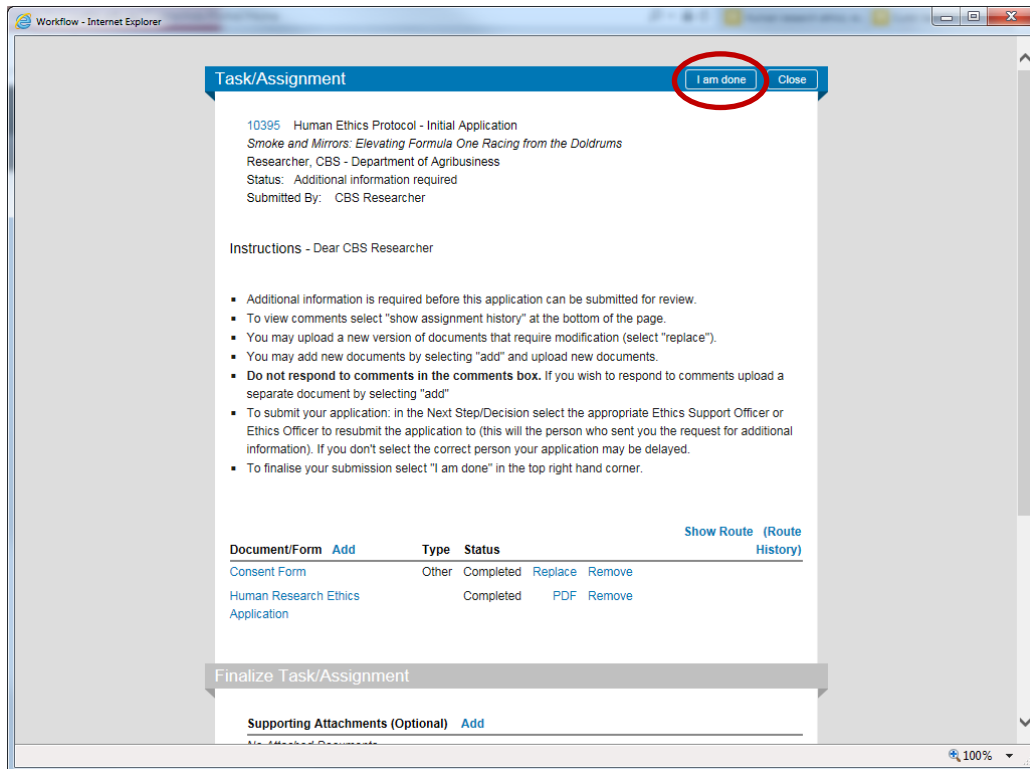 Workflow - Internet Explorer
Task/Assignment I am done Close
10395 Human Ethics Protocol - Initial Application
Smoke and Mirrors: Elevating Formula One Racing from the Doldrums
Researcher, CBS - Department of Agribusiness
Status: Additional information required
Submitted By: CBS Researcher
Instructions - Dear CBS Researcher
▪ Additional information is required before this application can be submitted for review.
▪ To view comments select "show assignment history" at the bottom of the page.
▪ You may upload a new version of documents that require modification (select "replace").
▪ You may add new documents by selecting "add" and upload new documents.
▪ Do not respond to comments in the comments box. If you wish to respond to comments upload a
separate document by selecting "add"
▪ To submit your application: in the Next Step/Decision select the appropriate Ethics Support Officer or
Ethics Officer to resubmit the application to (this will the person who sent you the request for additional
information). If you don't select the correct person your application may be delayed.
▪ To finalise your submission select "I am done" in the top right hand corner.
Show Route (Route
Document/Form Add Type Status History)
Consent Form Other Completed Replace Remove
Human Research Ethics Completed PDF Remove
Application
Finalize Task/Assignment
Supporting Attachments (Optional) Add
No Attached Documents
100%